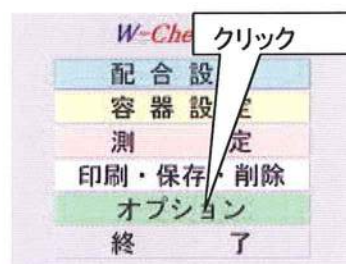 W-Che
クリック
配 合 設
容 器 設 定
測 定
印刷・保存・削除
オプション
終 了